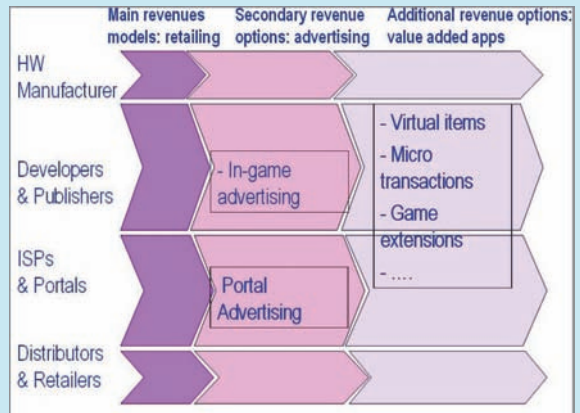 Main revenues
models: retailing
Secondary revenue
options: advertising
Additional revenue options:
value added apps
HW
Manufacturer
Developers
& Publishers
- In-game
advertising
- Virtual items
- Micro
transactions
- Game
extensions
- ....
ISPs
& Portals
Portal
Advertising
Distributors
& Retailers